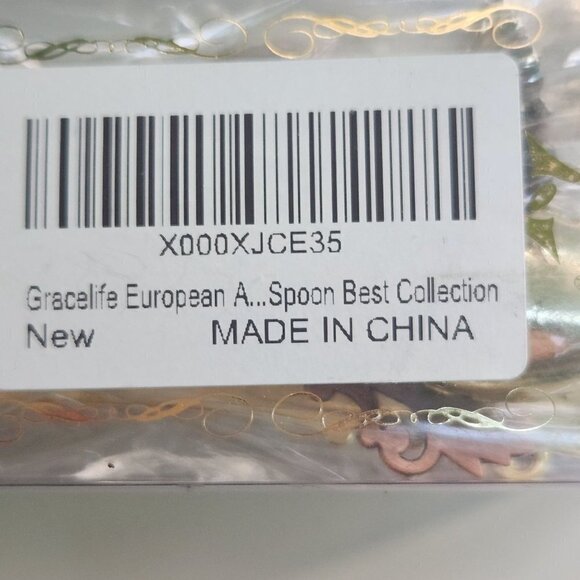 X000XJCE35
Gracelife European A...Spoon Best Collection
New MADE IN CHINA